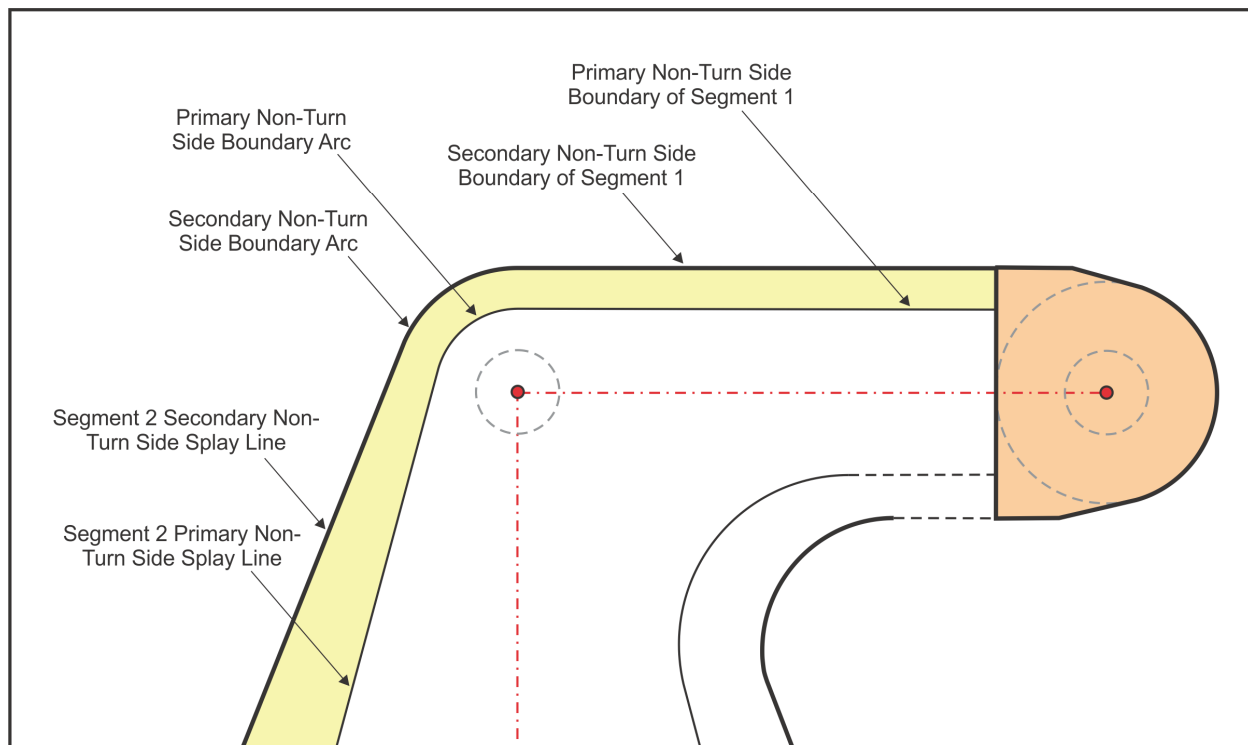 Primary Non-Turn Side
Boundary of Segment 1
Primary Non-Turn
Side Boundary Arc
Secondary Non-Turn Side
Boundary of Segment 1
Secondary Non-Turn
Side Boundary Arc
Segment 2 Secondary Non-
Turn Side Splay Line
Segment 2 Primary Non-
Turn Side Splay Line